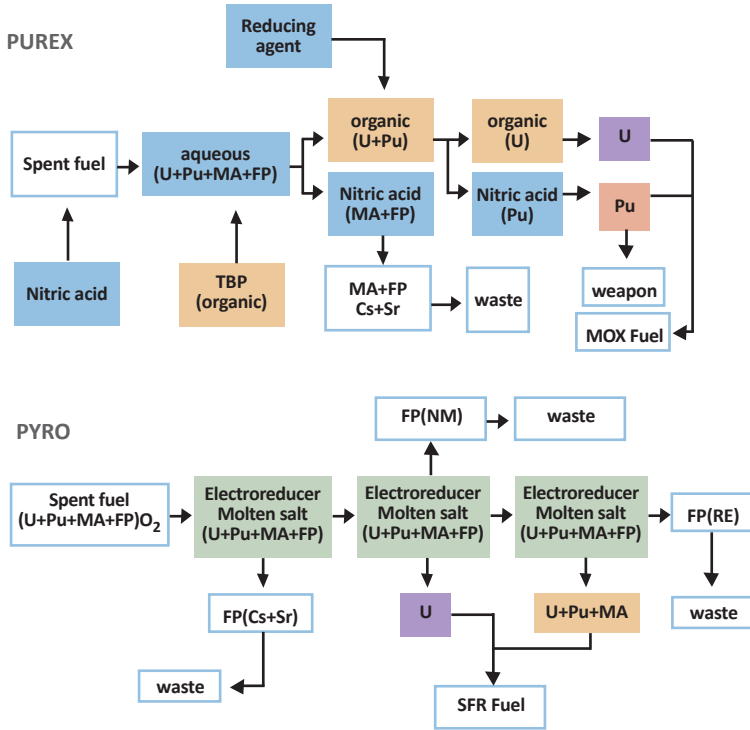 PUREX
Reducing
agent
Spent fuel
aqueous
(U+Pu+MA+FP)
organic
(U+Pu)
organic
(U)
U
Nitric acid
(MA+FP)
Nitric acid
(Pu)
Pu
Nitric acid
TBP
(organic)
MA+FP
Cs+Sr
waste
weapon
MOX Fuel
PYRO
FP(NM)
waste
Spent fuel
(U+Pu+MA+FP)O2
Electroreducer
Molten salt
(U+Pu+MA+FP)
Electroreducer
Molten salt
(U+Pu+MA+FP)
Electroreducer
Molten salt
(U+Pu+MA+FP)
FP(RE)
FP(Cs+Sr)
U
U+Pu+MA
waste
waste
SFR Fuel